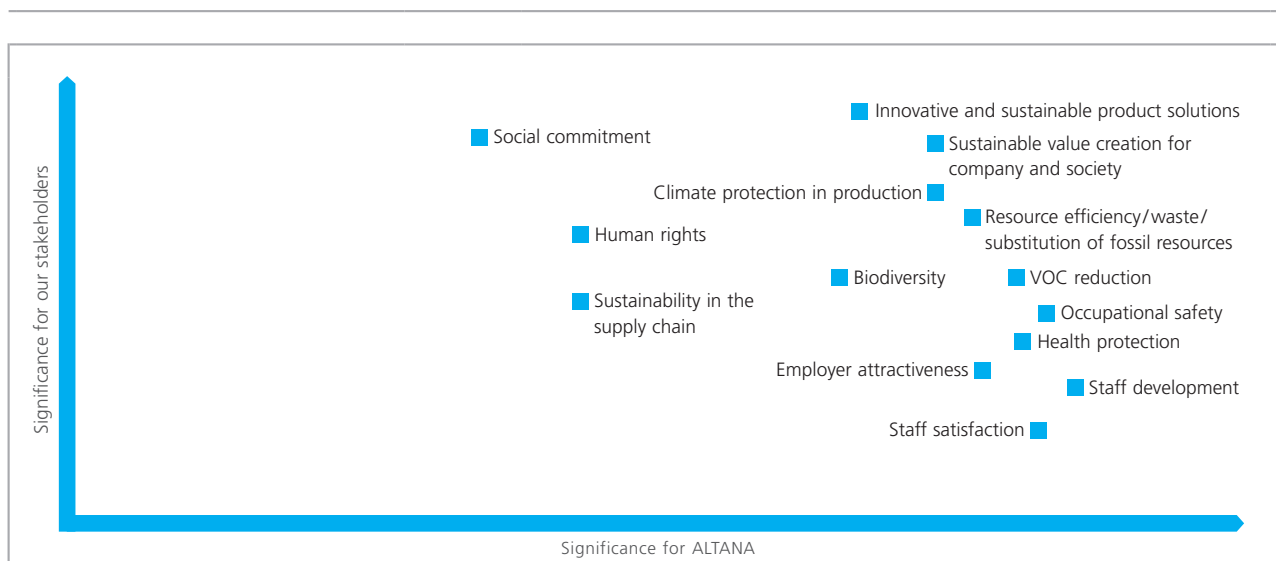 Significance for our stakeholders
Innovative and sustainable product solutions
Social commitment
Sustainable value creation for
company and society
Climate protection in production
Resource efficiency/waste/
substitution of fossil resources
Human rights
Biodiversity
VOC reduction
Sustainability in the
supply chain
Occupational safety
Health protection
Employer attractiveness
Staff development
Staff satisfaction
Significance for ALTANA